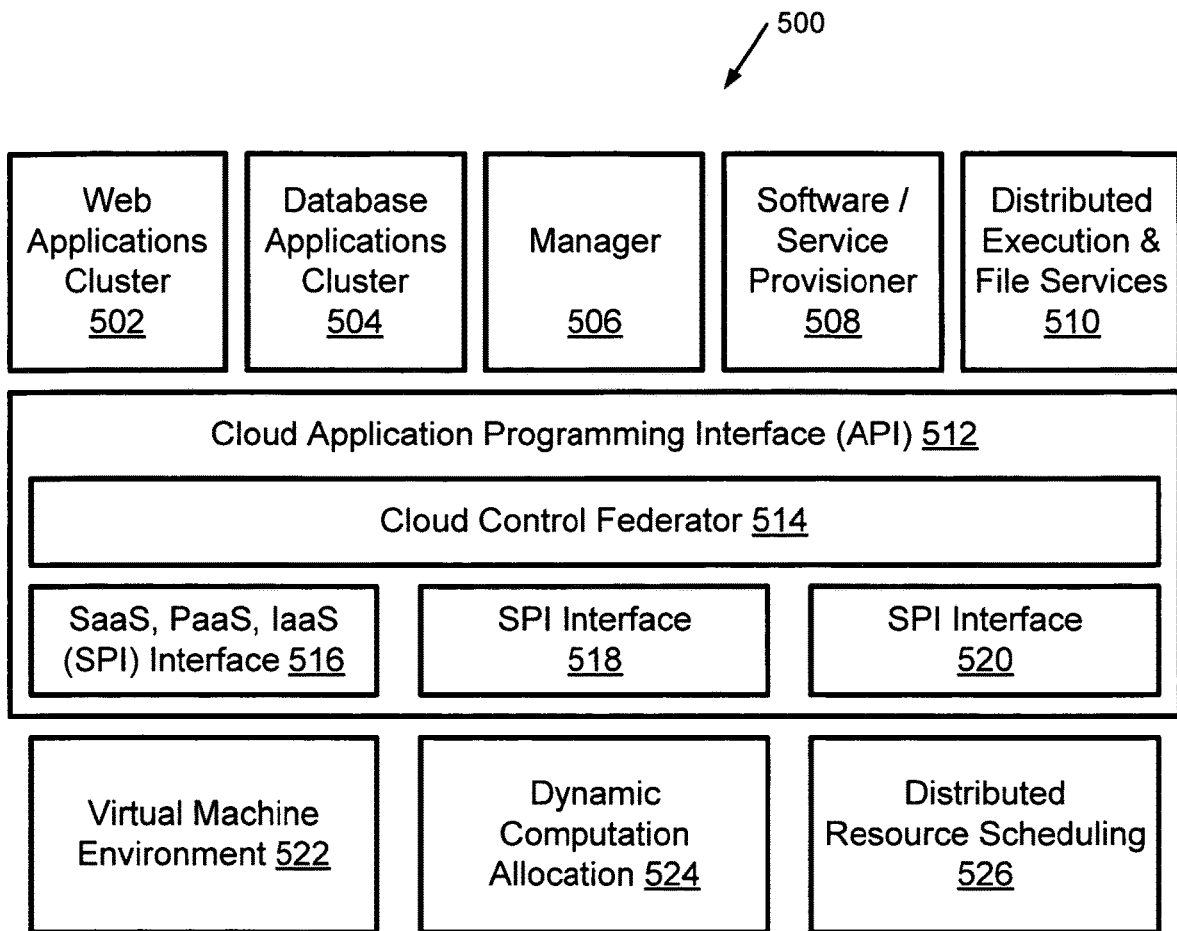 500
Web
Applications
Cluster
502
Database
Applications
Cluster
504
Manager
506
Software /
Service
Provisioner
508
Distributed
Execution &
File Services
510
Cloud Application Programming Interface (API) 512
Cloud Control Federator 514
SaaS, PaaS, IaaS
(SPI) Interface 516
SPI Interface
518
SPI Interface
520
Virtual Machine
Environment 522
Dynamic
Computation
Allocation 524
Distributed
Resource Scheduling
526